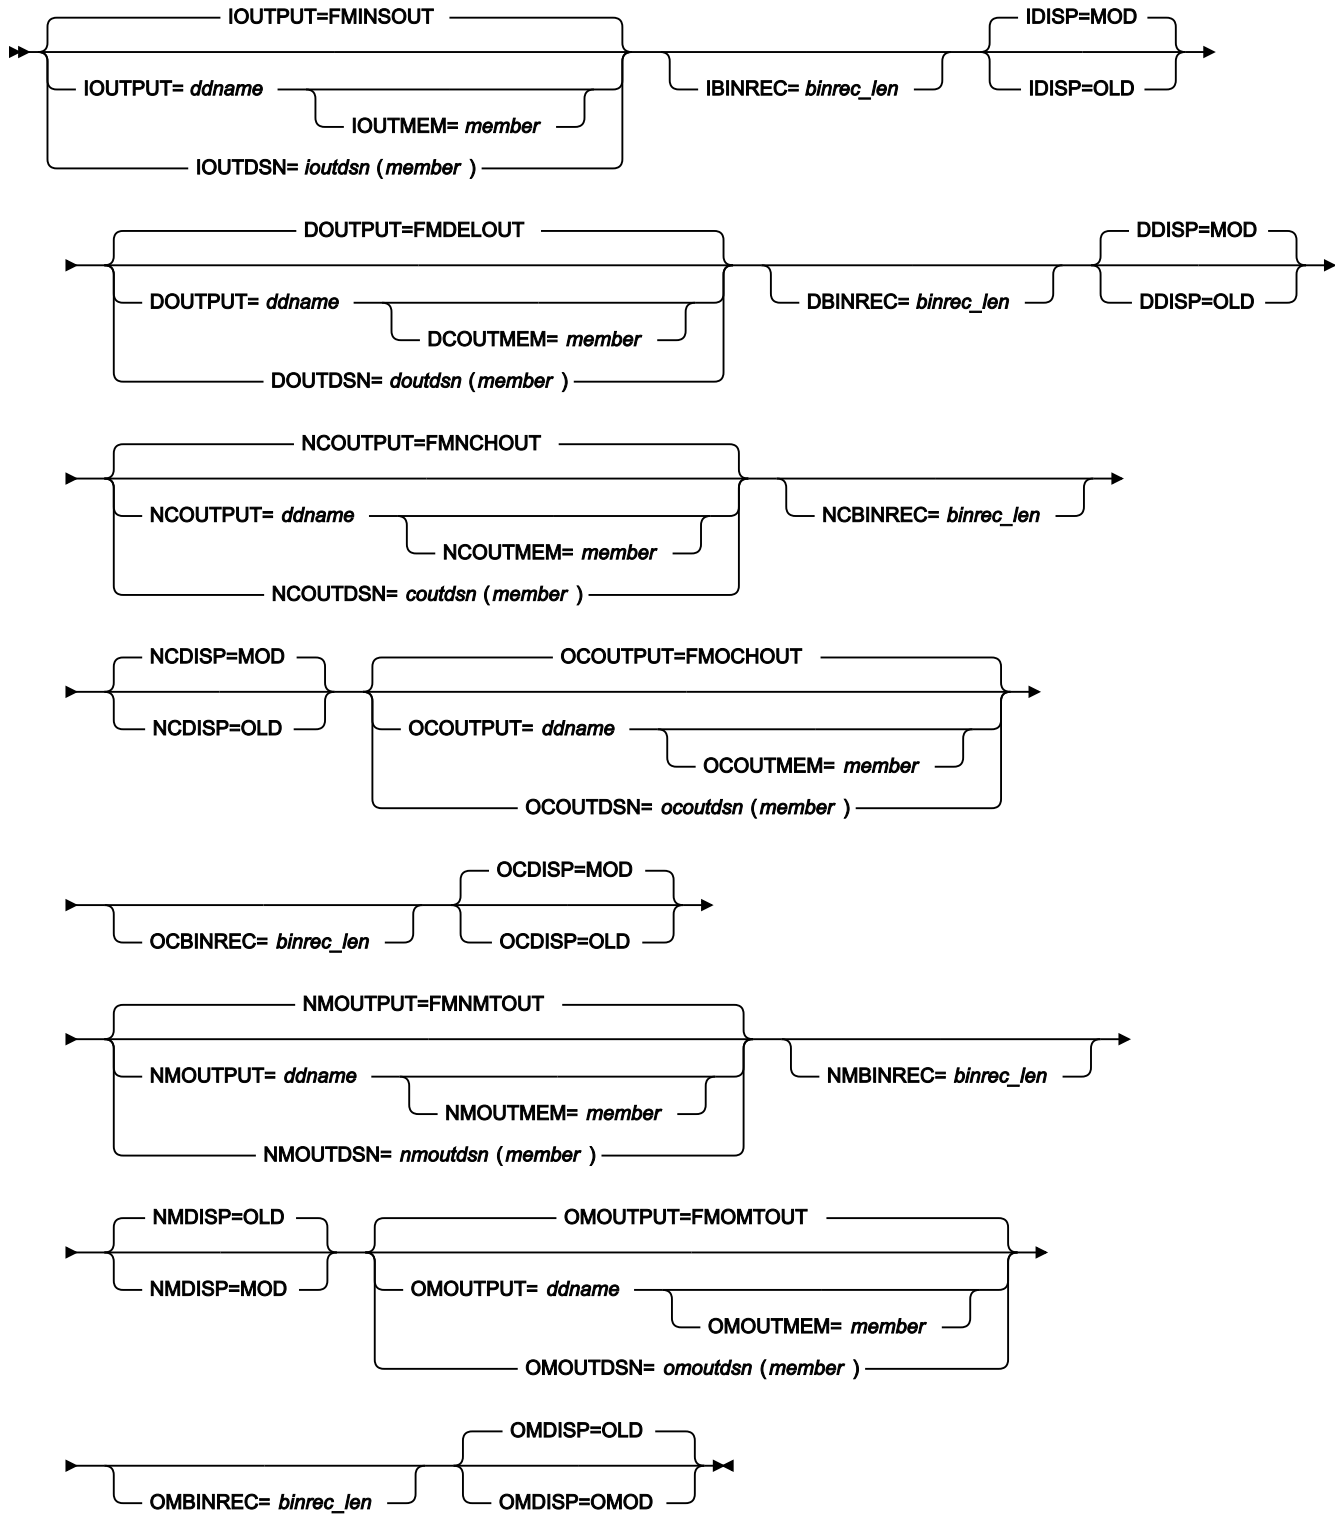 IOUTPUT=FMINSOUT
IDISP=MOD
IOUTPUT= ddname
IBINREC= binrec_len
IDISP=OLD
IOUTMEM= member
IOUTDSN= ioutdsn (member )
DOUTPUT=FMDELOUT
DDISP=MOD
DOUTPUT= ddname
DBINREC= binrec_len
DDISP=OLD
DCOUTMEM= member
DOUTDSN= doutdsn (member )
NCOUTPUT=FMNCHOUT
NCOUTPUT= ddname
NCBINREC= binrec_len
NCOUTMEM= member
NCOUTDSN= coutdsn (member )
NCDISP=MOD
OCOUTPUT=FMOCHOUT
NCDISP=OLD
OCOUTPUT= ddname
OCOUTMEM= member
OCOUTDSN= ocoutdsn (member )
OCDISP=MOD
OCBINREC= binrec_len
OCDISP=OLD
NMOUTPUT=FMNMTOUT
NMOUTPUT= ddname
NMBINREC= binrec_len
NMOUTMEM= member
NMOUTDSN= nmoutdsn (member )
NMDISP=OLD
OMOUTPUT=FMOMTOUT
NMDISP=MOD
OMOUTPUT= ddname
OMOUTMEM= member
OMOUTDSN= omoutdsn (member )
OMDISP=OLD
OMBINREC= binrec_len
OMDISP=OMOD